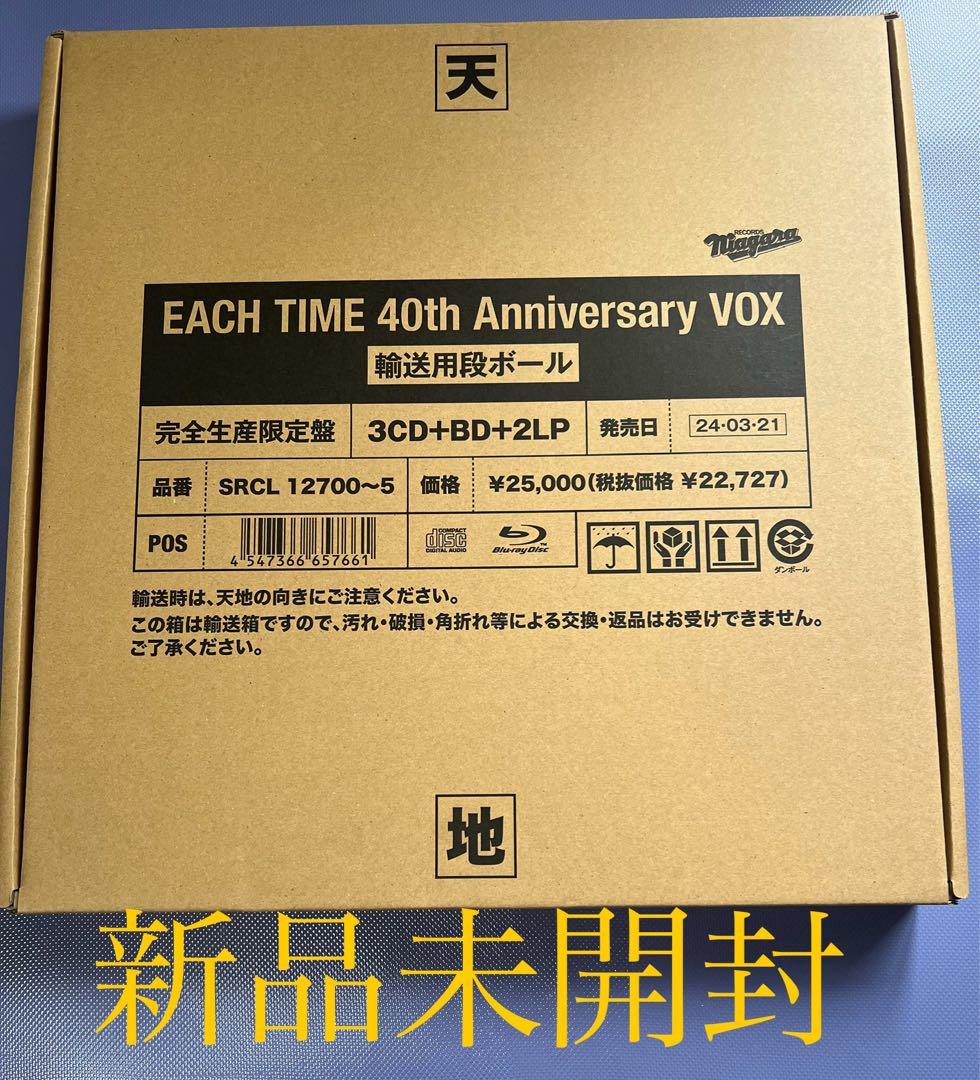 天
RECORDS
Niagara
EACH TIME 40th Anniversary VOX
輸送用段ボール
完全生産限定盤 3CD+BD+2LP 発売日 24・03・21
品番 SRCL 12700〜5 価格 ¥25,000(税抜価格 ¥22,727)
POS 4 547366 657661 COMPACT disc DIGITAL AUDIO Blu-ray Disc TM ダンボール
輸送時は、天地の向きにご注意ください。
この箱は輸送箱ですので、汚れ・破損・角折れ等による交換・返品はお受けできません。
ご了承ください。
地
新品未開封